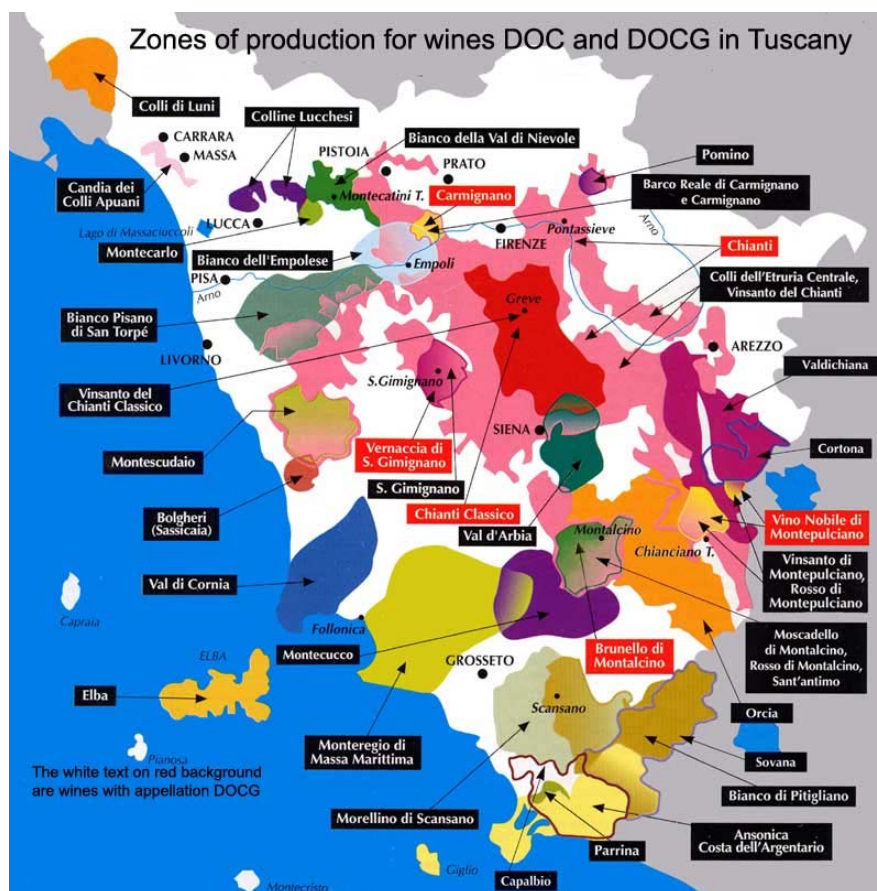 Zones of production for wines DOC and DOCG in Tuscany
Colli di Luni
CARRARA
MASSA
Colline Lucchesi
PISTOIA
Bianco della Val di Nievole
PRATO
Pomino
Candia dei
Colli Apuani
Montecatini T.
Carmignano
Barco Reale di Carmignano
e Carmignano
LUCCA
Lago di Massaciuccoli
Montecarlo
FIRENZE
Pontassieve
Arno
Chianti
Bianco dell'Empolese
Empoli
PISA
Arno
Colli dell'Etruria Centrale,
Vinsanto del Chianti
Greve
Bianco Pisano
di San Torpé
LIVORNO
AREZZO
Valdichiana
S.Gimignano
Vinsanto del
Chianti Classico
SIENA
Vernaccia di
S. Gimignano
Cortona
Montescudaio
S. Gimignano
Chianti Classico
Val d'Arbia
Bolgheri
(Sassicaia)
Montalcino
Chianciano T.
Vino Nobile di
Montepulciano
Vinsanto di
Montepulciano,
Rosso di
Montepulciano
Val di Cornia
Capraia
Follonica
Montecucco
Brunello di
Montalcino
Moscadello
di Montalcino,
Rosso di Montalcino,
Sant'antimo
ELBA
GROSSETO
Elba
Scansano
Orcia
Monteregio di
Massa Marittima
Sovana
Pianosa
The white text on red background
are wines with appellation DOCG
Bianco di Pitigliano
Morellino di Scansano
Ansonica
Costa dell'Argentario
Parrina
Giglio
Capalbio
Montecristo